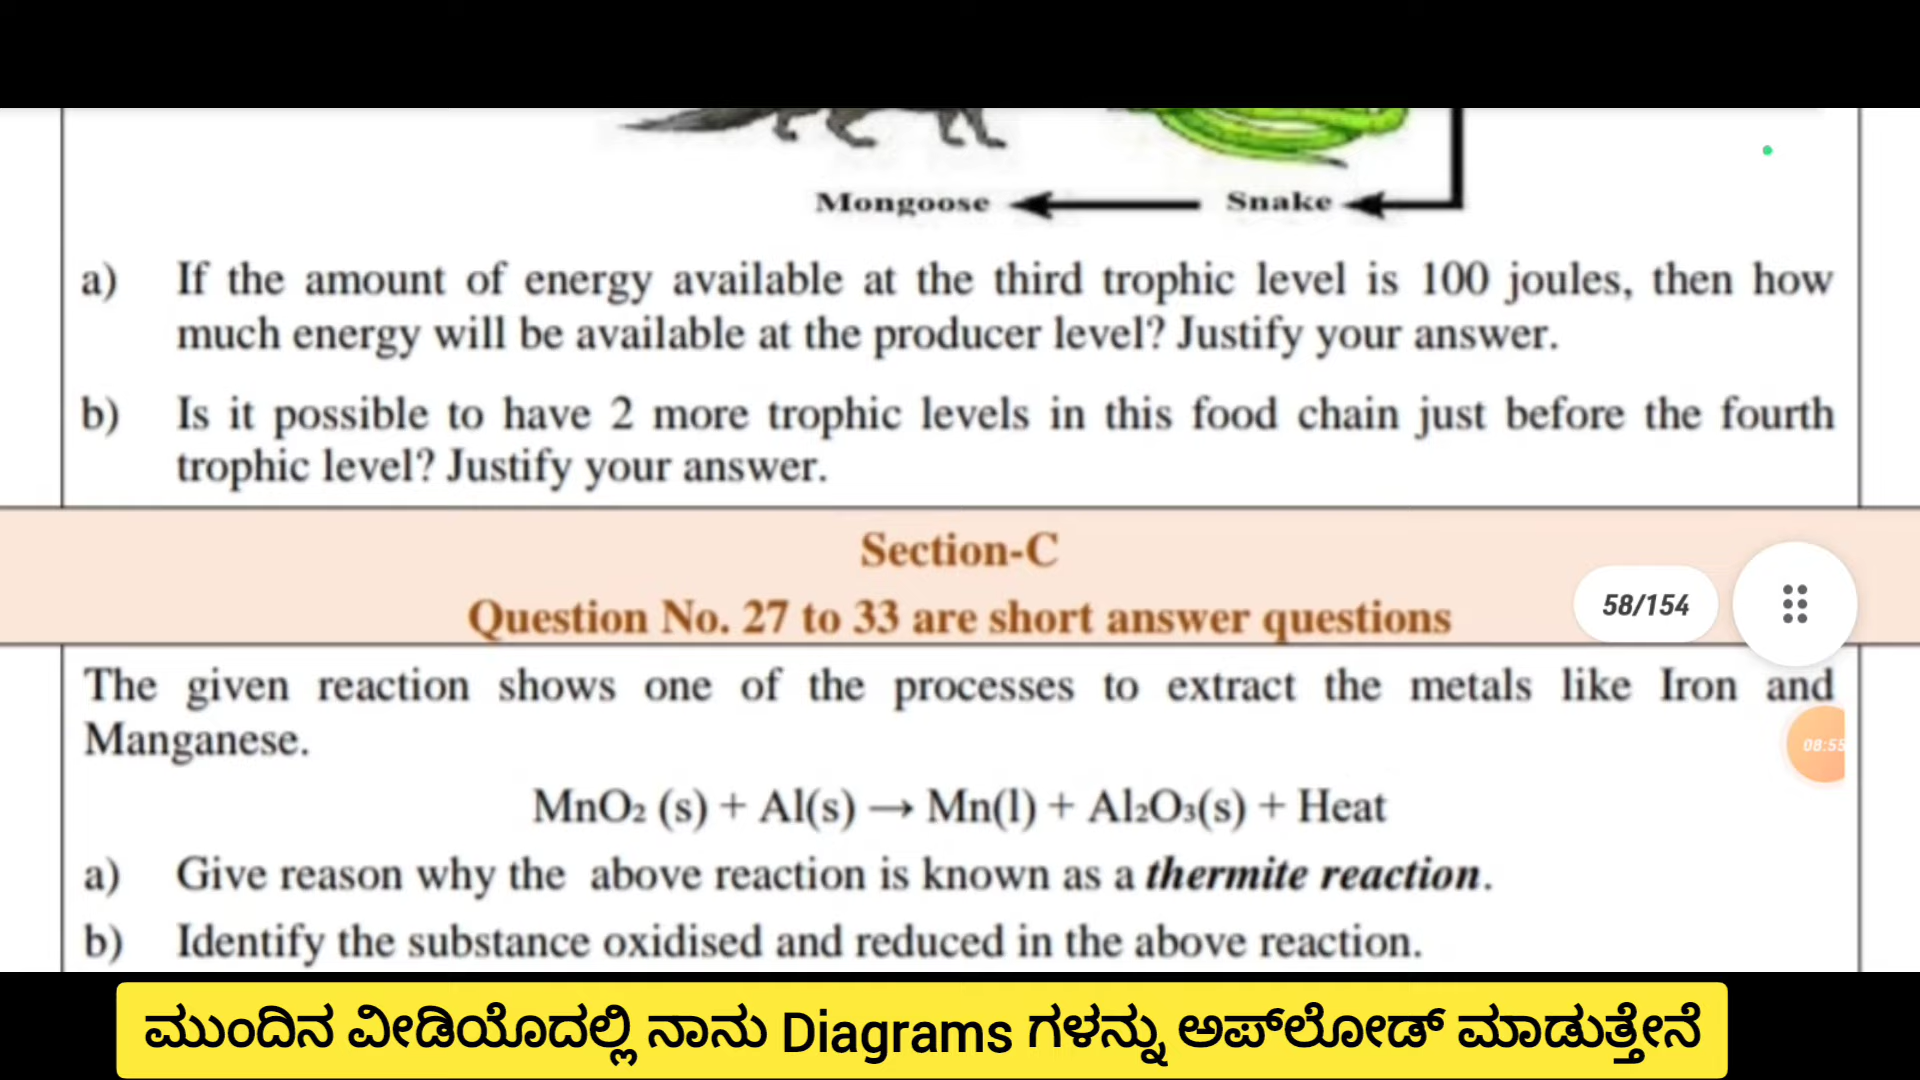 Mongoose Snake
a) If the amount of energy available at the third trophic level is 100 joules, then how
much energy will be available at the producer level? Justify your answer.
b) Is it possible to have 2 more trophic levels in this food chain just before the fourth
trophic level? Justify your answer.
Section-C
Question No. 27 to 33 are short answer questions
58/154
The given reaction shows one of the processes to extract the metals like Iron and
Manganese.
08:55
MnO₂ (s) + Al(s) → Mn(l) + Al₂O₃(s) + Heat
a) Give reason why the above reaction is known as a thermite reaction.
b) Identify the substance oxidised and reduced in the above reaction.
ಮುಂದಿನ ವೀಡಿಯೊದಲ್ಲಿ ನಾನು Diagrams ಗಳನ್ನು ಅಪ್‌ಲೋಡ್ ಮಾಡುತ್ತೇನೆ